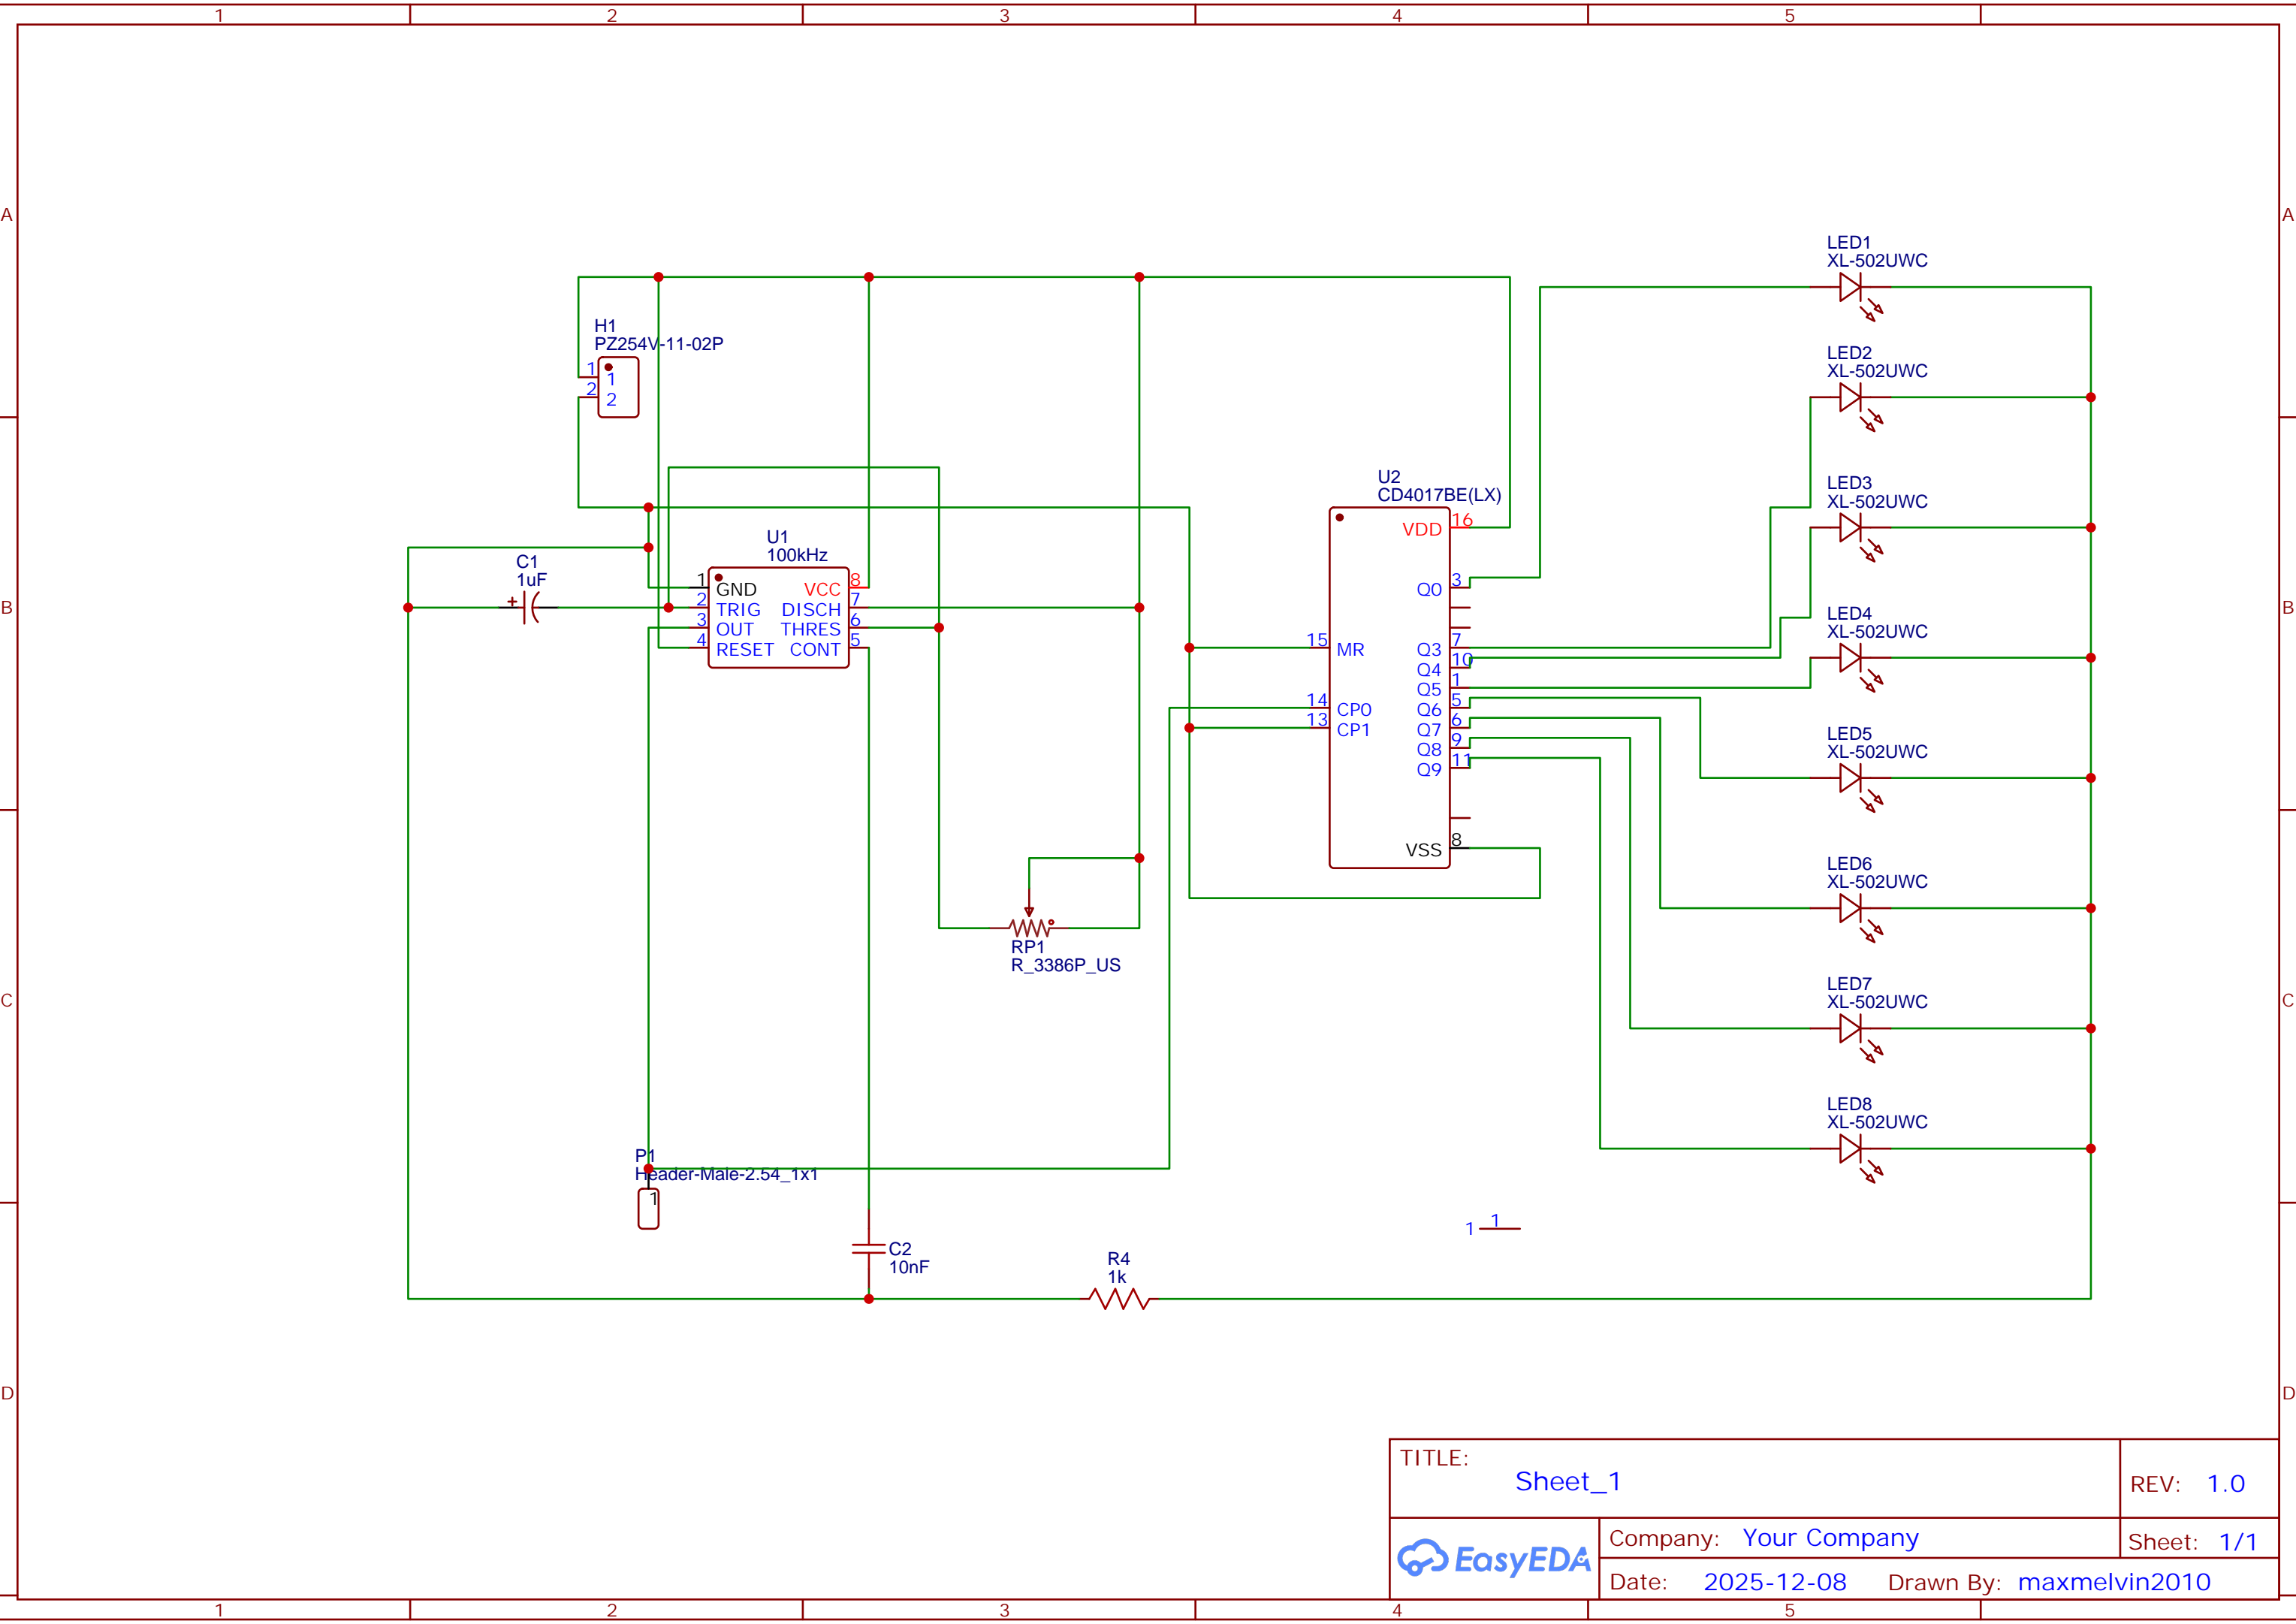 1 2 3 4 5
A A
LED1
XL-502UWC
H1
PZ254V-11-02P
1 1
2 2
LED2
XL-502UWC
U2
CD4017BE(LX)
LED3
XL-502UWC
VDD 16
U1
100kHz
C1
1uF
+
1 GND VCC 8
2 TRIG DISCH 7
3 OUT THRES 6
4 RESET CONT 5
B B
Q0 3
LED4
XL-502UWC
15 MR Q3 7
Q4 10
Q5 1
14 CP0 Q6 5
13 CP1 Q7 6
Q8 9
Q9 11
LED5
XL-502UWC
VSS 8
LED6
XL-502UWC
RP1
R_3386P_US
C C
LED7
XL-502UWC
LED8
XL-502UWC
P1
Header-Male-2.54_1x1
1
1 1
C2
10nF
R4
1k
D D
TITLE:
Sheet_1
REV: 1.0
EasyEDA
Company: Your Company
Sheet: 1/1
Date: 2025-12-08 Drawn By: maxmelvin2010
1 2 3 4 5